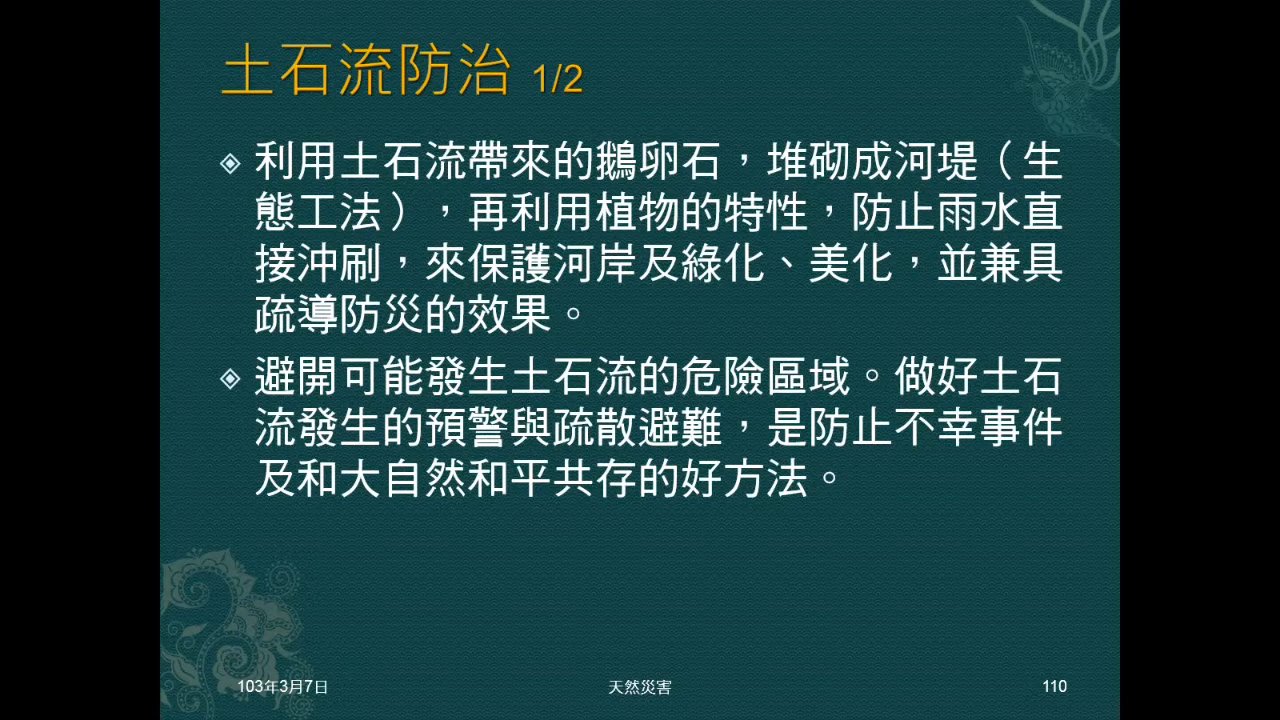 土石流防治 1/2
利用土石流帶來的鵝卵石，堆砌成河堤（生
態工法），再利用植物的特性，防止雨水直
接沖刷，來保護河岸及綠化、美化，並兼具
疏導防災的效果。
避開可能發生土石流的危險區域。做好土石
流發生的預警與疏散避難，是防止不幸事件
及和大自然和平共存的好方法。
103年3月7日
天然災害
110